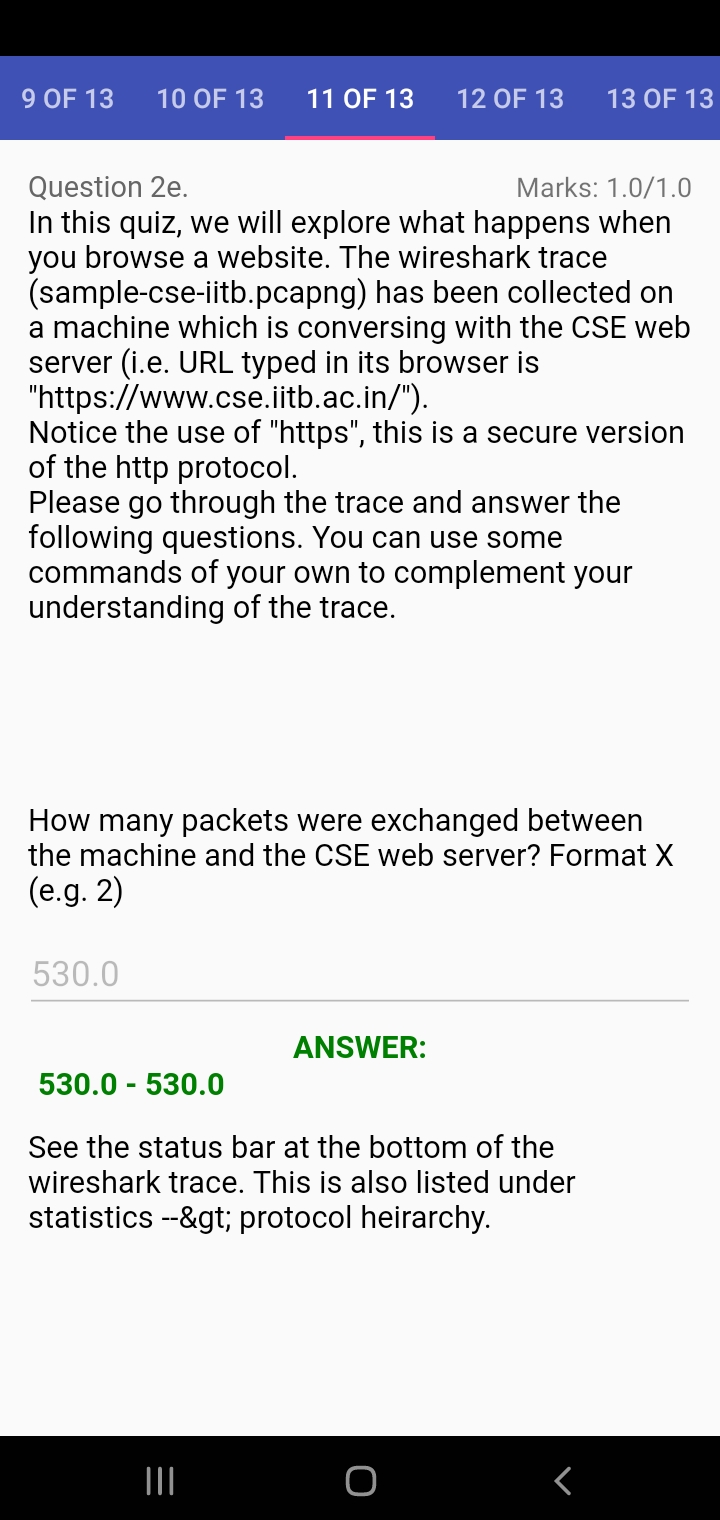 9 OF 13 10 OF 13 11 OF 13 12 OF 13 13 OF 13
Question 2e. Marks: 1.0/1.0
In this quiz, we will explore what happens when
you browse a website. The wireshark trace
(sample-cse-iitb.pcapng) has been collected on
a machine which is conversing with the CSE web
server (i.e. URL typed in its browser is
"https://www.cse.iitb.ac.in/").
Notice the use of "https", this is a secure version
of the http protocol.
Please go through the trace and answer the
following questions. You can use some
commands of your own to complement your
understanding of the trace.
How many packets were exchanged between
the machine and the CSE web server? Format X
(e.g. 2)
530.0
ANSWER:
530.0 - 530.0
See the status bar at the bottom of the
wireshark trace. This is also listed under
statistics --&gt; protocol heirarchy.